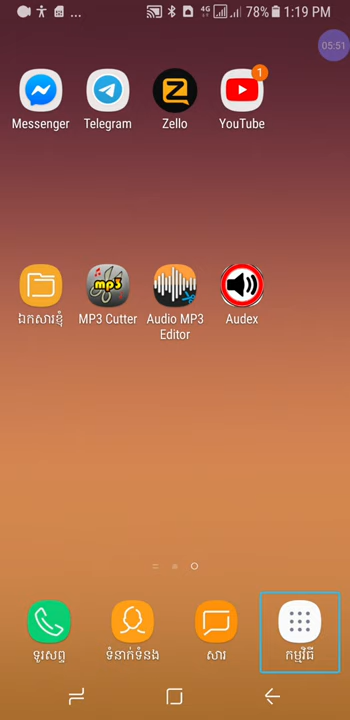 4G
78%
1:19 PM
05:51
1
Messenger
Telegram
Zello
YouTube
mp3
ឯកសារខ្ញុំ
MP3 Cutter
Audio MP3
Editor
Audex
ទូរសព្ទ
ទំនាក់ទំនង
សារ
កម្មវិធី